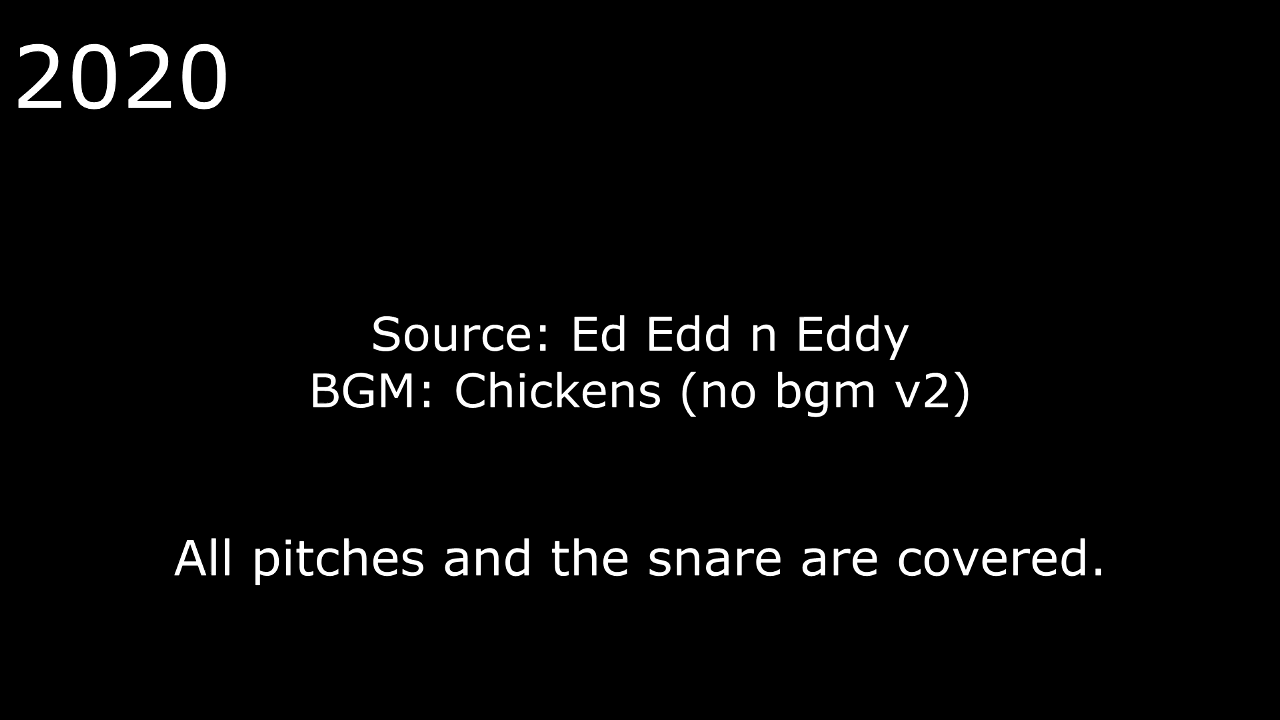 2020
Source: Ed Edd n Eddy
BGM: Chickens (no bgm v2)
All pitches and the snare are covered.